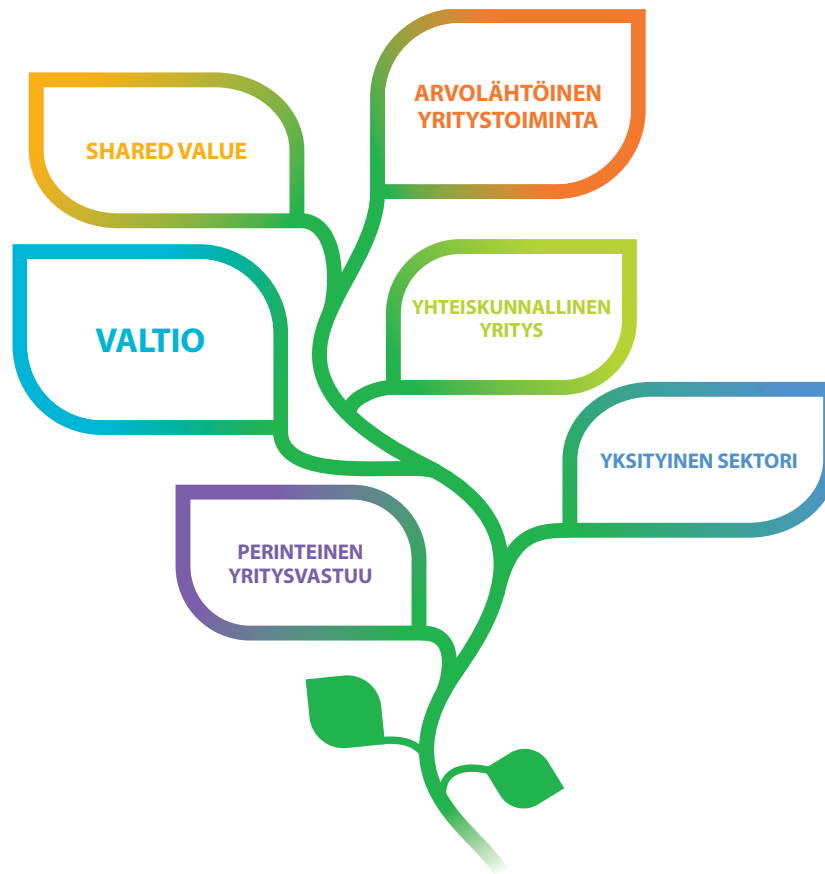 ARVOLÄHTÖINEN
YRITYSTOIMINTA
SHARED VALUE
YHTEISKUNNALLINEN
YRITYS
VALTIO
YKSITYINEN SEKTORI
PERINTEINEN
YRITYSVASTUU